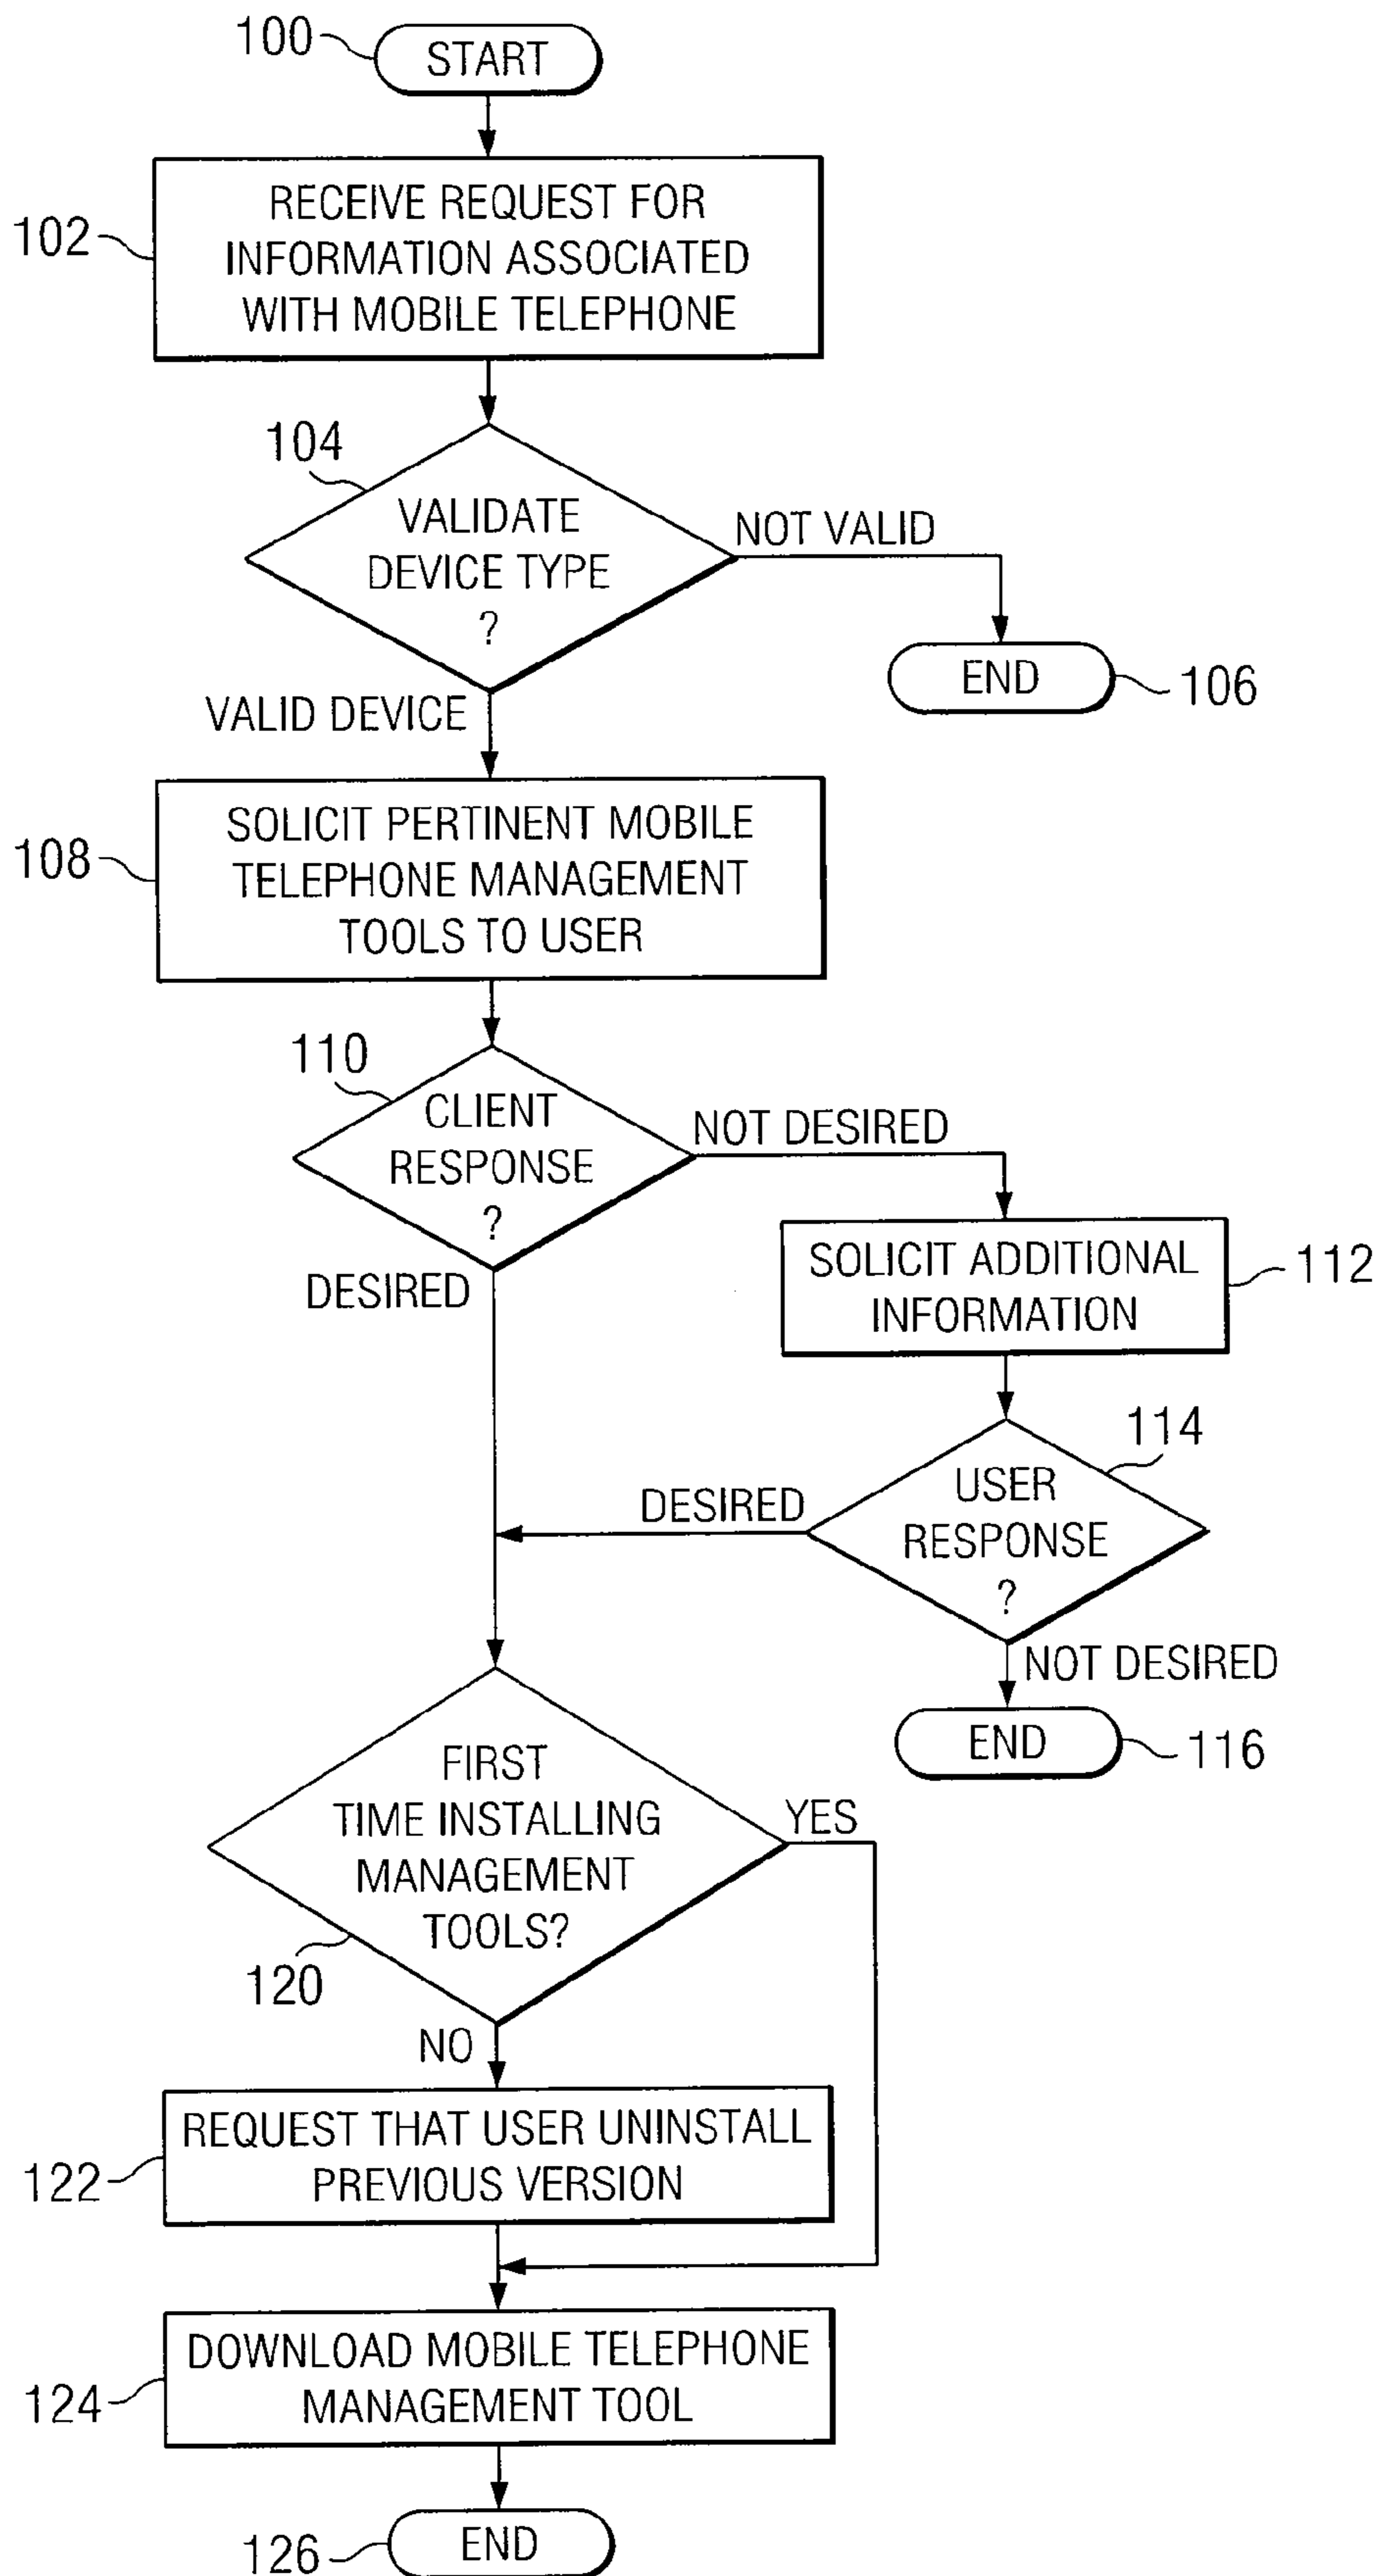 100
START
102
RECEIVE REQUEST FOR
INFORMATION ASSOCIATED
WITH MOBILE TELEPHONE
104
VALIDATE
DEVICE TYPE
?
NOT VALID
END
106
VALID DEVICE
108
SOLICIT PERTINENT MOBILE
TELEPHONE MANAGEMENT
TOOLS TO USER
110
CLIENT
RESPONSE
?
NOT DESIRED
DESIRED
SOLICIT ADDITIONAL
INFORMATION
112
114
USER
RESPONSE
?
DESIRED
NOT DESIRED
END
116
FIRST
TIME INSTALLING
MANAGEMENT
TOOLS?
YES
120
NO
122
REQUEST THAT USER UNINSTALL
PREVIOUS VERSION
124
DOWNLOAD MOBILE TELEPHONE
MANAGEMENT TOOL
126
END